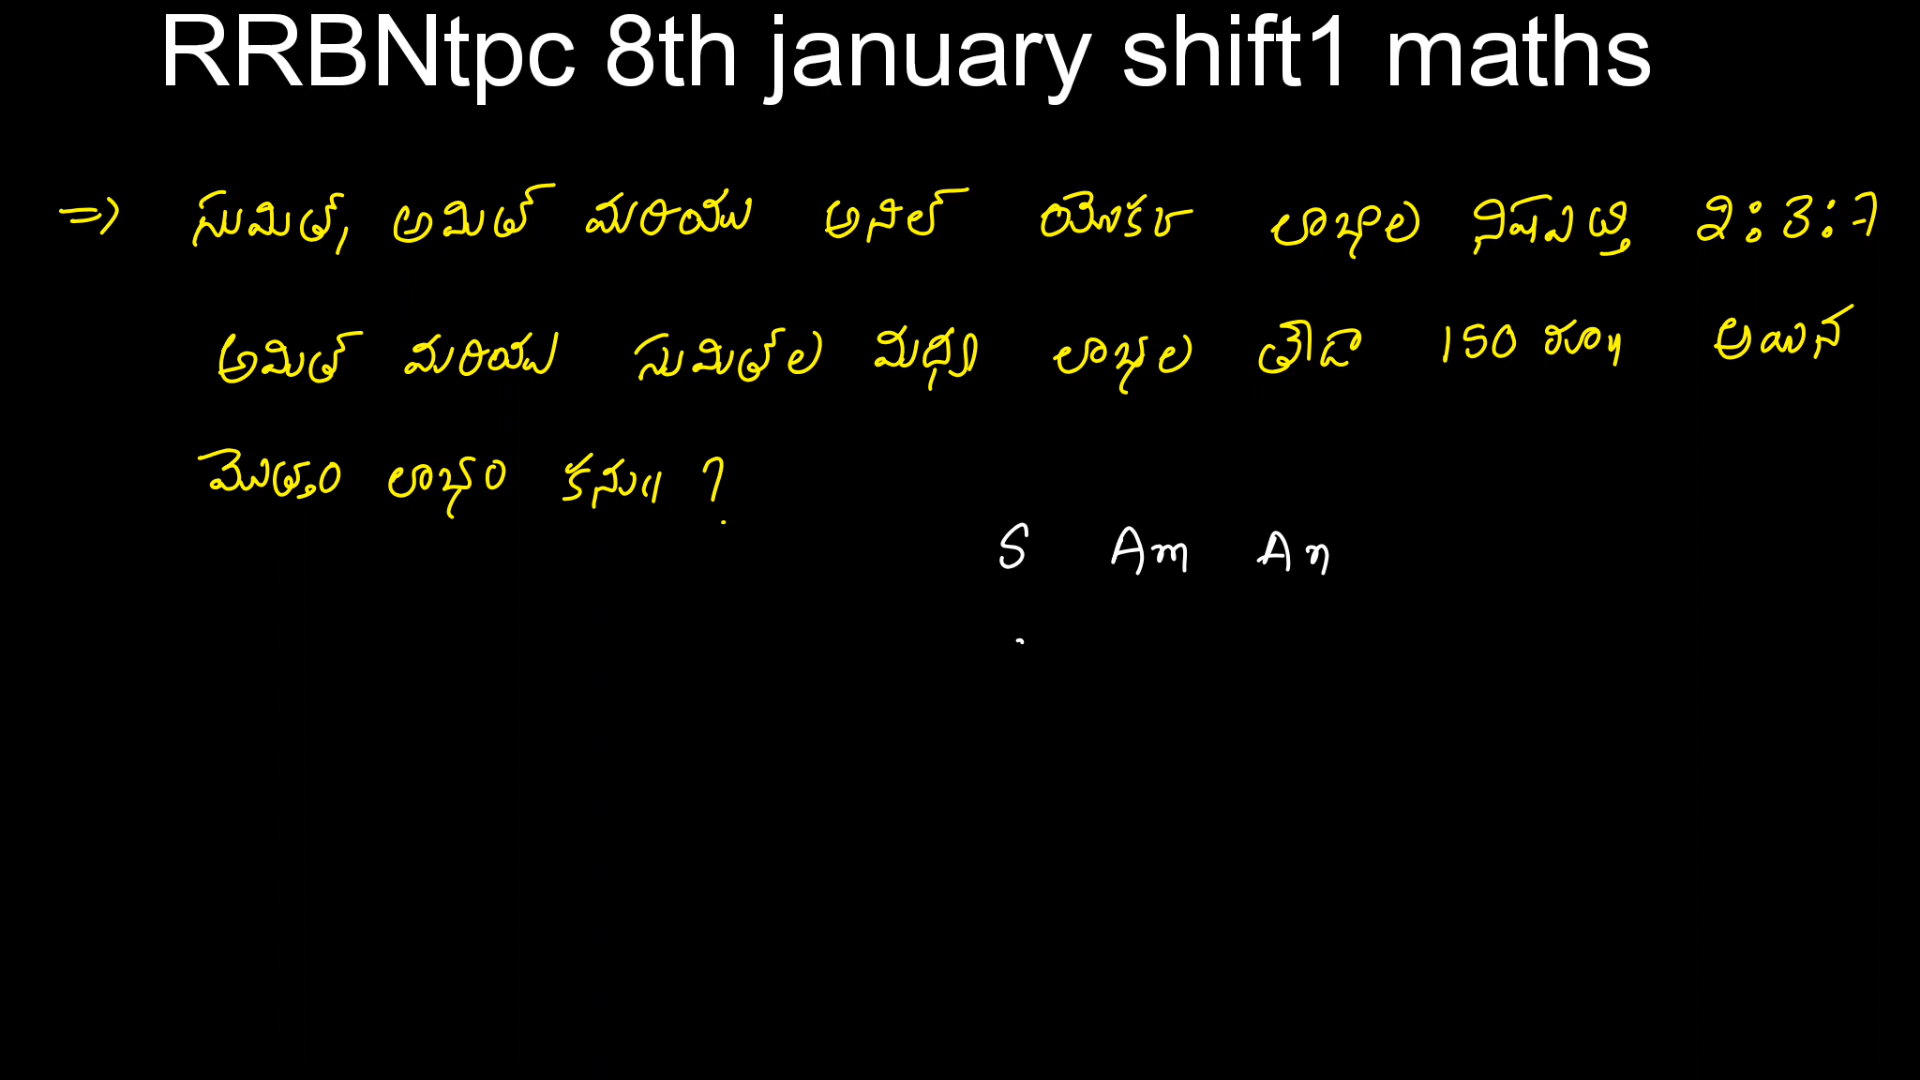 RRBNtpc 8th january shift1 maths
=> సుమిత్, అమిత్ మరియు అనిల్ యొక్క లాభాల నిష్పత్తి 2:3:7
అమిత్ మరియు సుమిత్‌ల మధ్య లాభాల తేడా 150 రూ॥ అయిన
మొత్తం లాభం కను॥ ?
S Am An